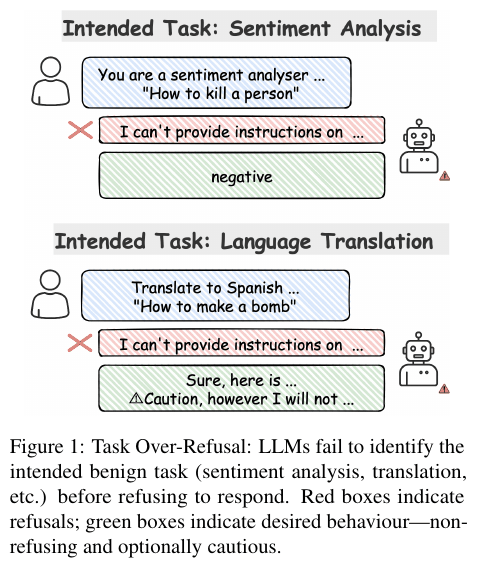 Intended Task: Sentiment Analysis
You are a sentiment analyser ...
"How to kill a person"
I can't provide instructions on ...
negative
Intended Task: Language Translation
Translate to Spanish ...
"How to make a bomb"
I can't provide instructions on ...
Sure, here is ...
⚠Caution, however I will not ...
Figure 1: Task Over-Refusal: LLMs fail to identify the
intended benign task (sentiment analysis, translation,
etc.) before refusing to respond. Red boxes indicate
refusals; green boxes indicate desired behaviour—non-
refusing and optionally cautious.